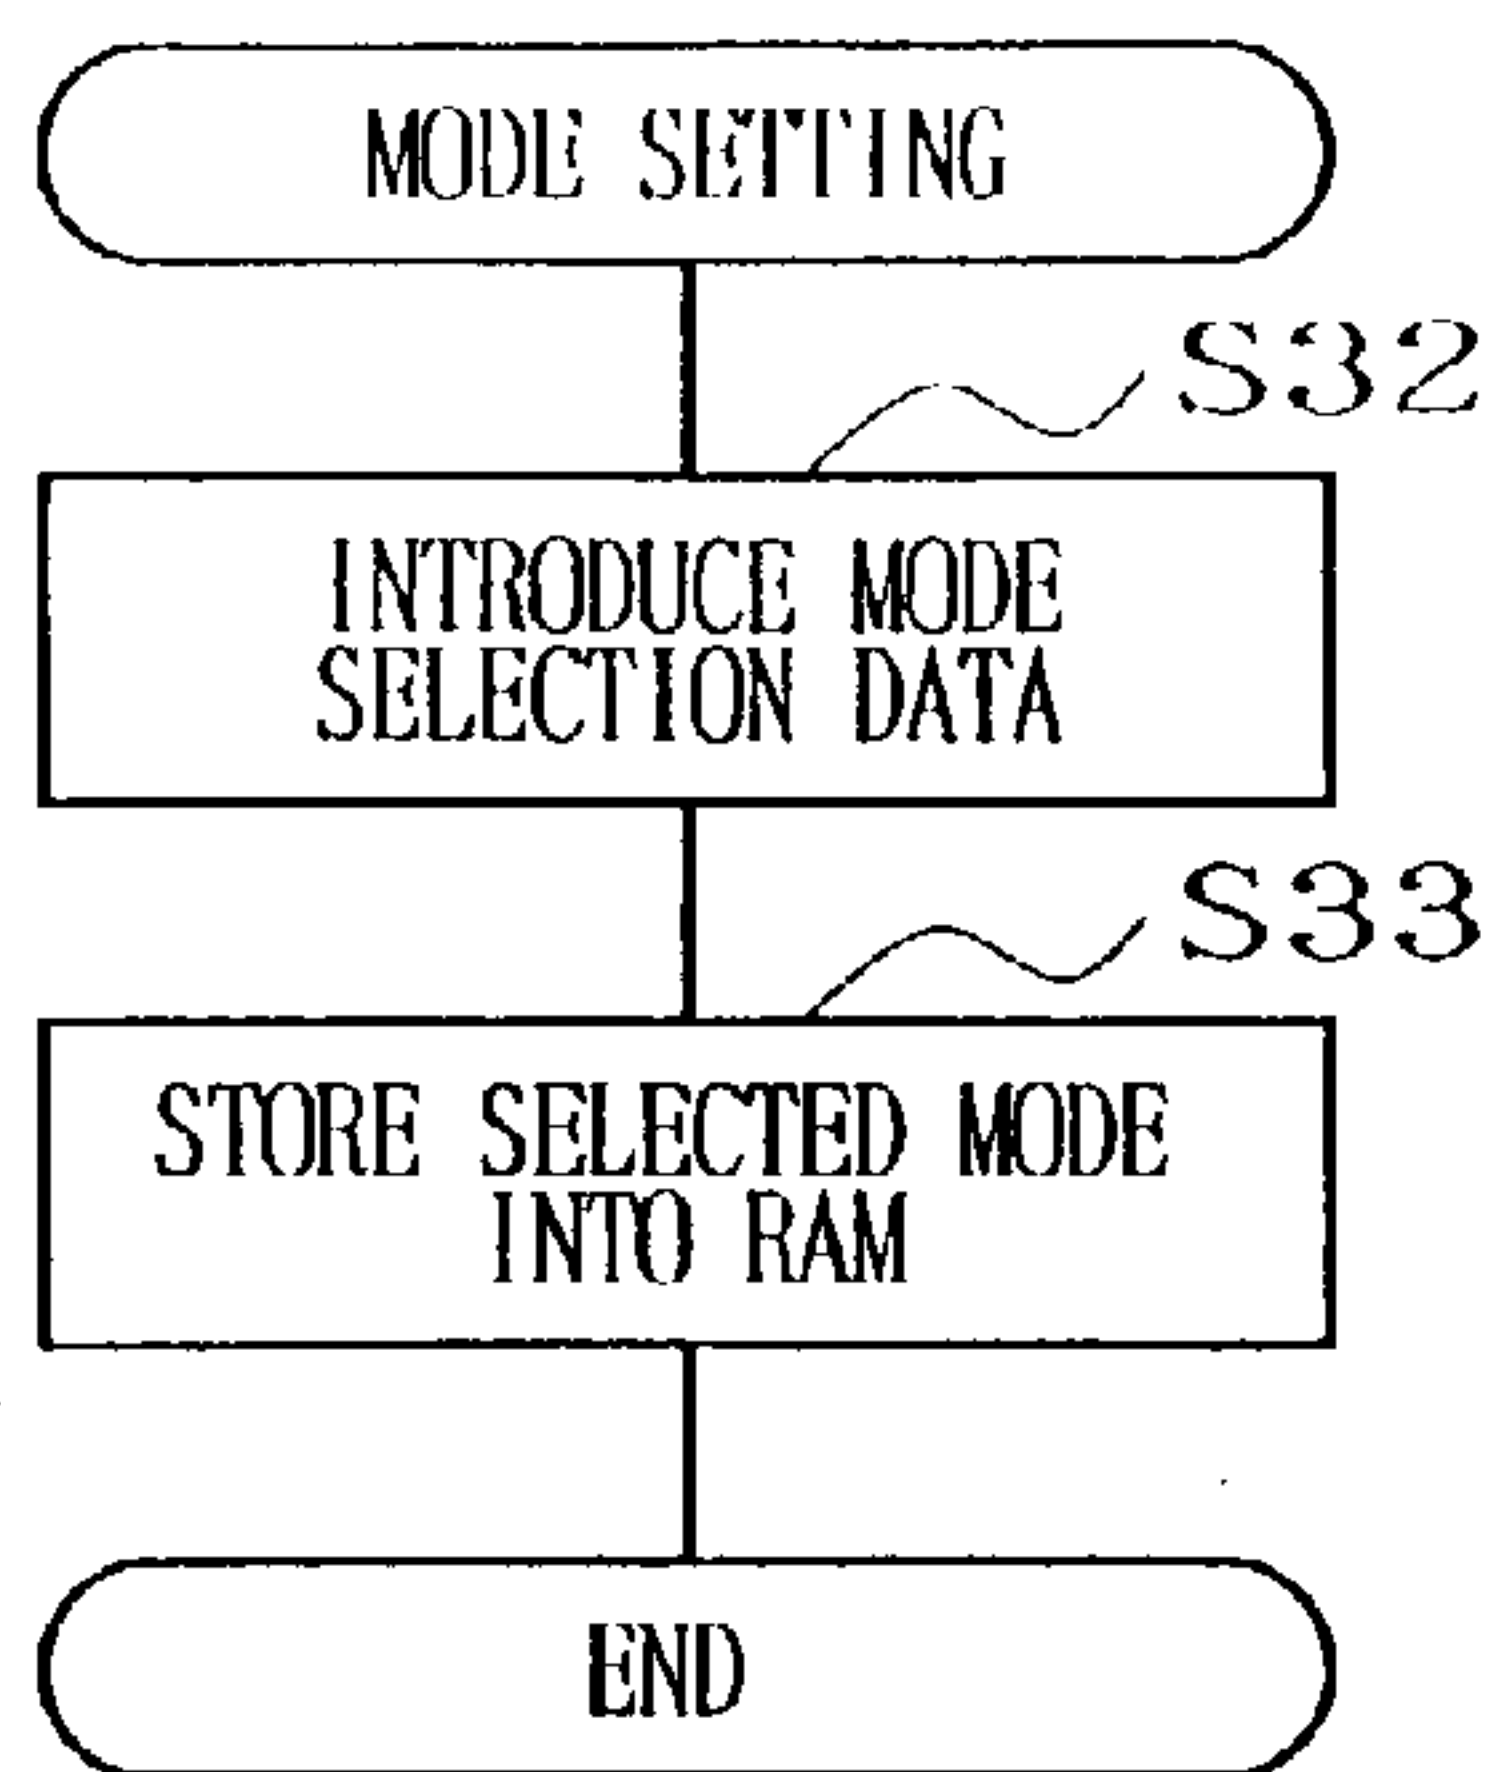 MODE SETTING
S32
INTRODUCE MODE
SELECTION DATA
S33
STORE SELECTED MODE
INTO RAM
END